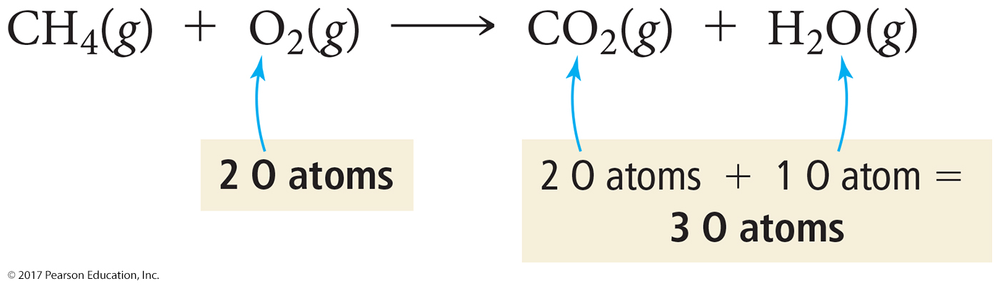 CH₄(g) + O₂(g) ⟶ CO₂(g) + H₂O(g)
2 O atoms
2 O atoms + 1 O atom =
3 O atoms
© 2017 Pearson Education, Inc.